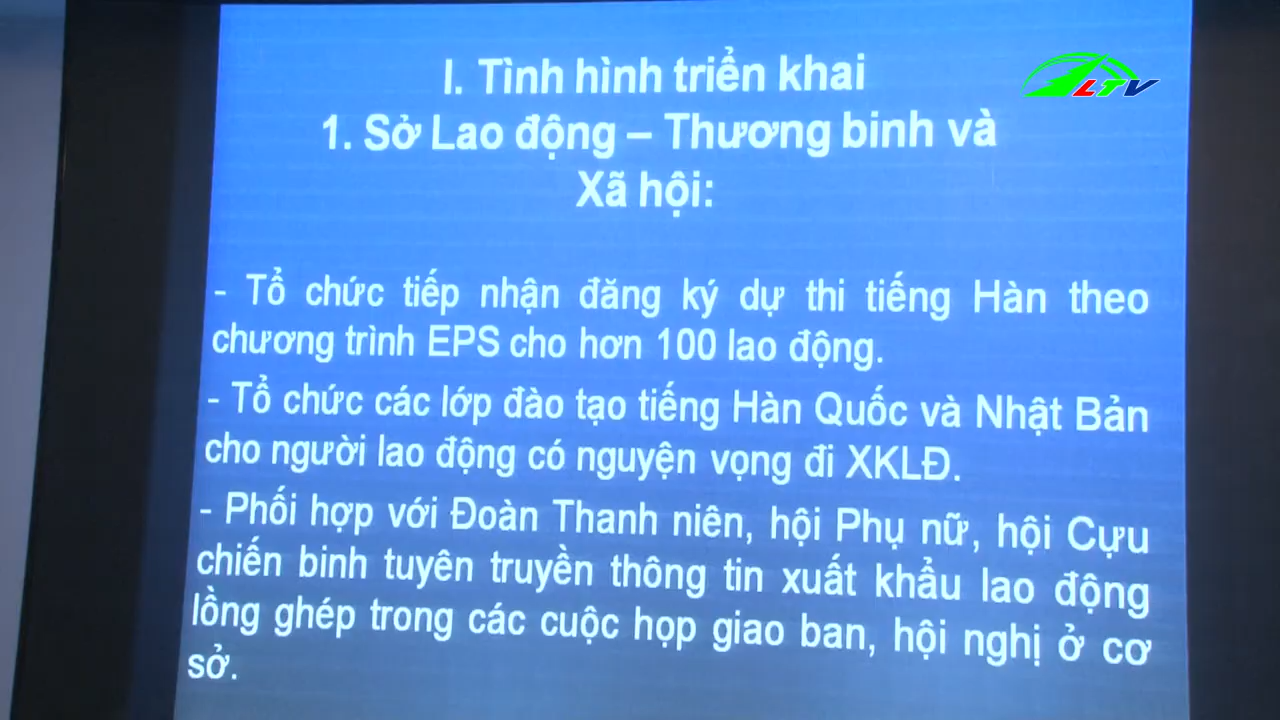 I. Tình hình triển khai
LTV
1. Sở Lao động – Thương binh và
Xã hội:
- Tổ chức tiếp nhận đăng ký dự thi tiếng Hàn theo
chương trình EPS cho hơn 100 lao động.
- Tổ chức các lớp đào tạo tiếng Hàn Quốc và Nhật Bản
cho người lao động có nguyện vọng đi XKLĐ.
- Phối hợp với Đoàn Thanh niên, hội Phụ nữ, hội Cựu
chiến binh tuyên truyền thông tin xuất khẩu lao động
lồng ghép trong các cuộc họp giao ban, hội nghị ở cơ
sở.